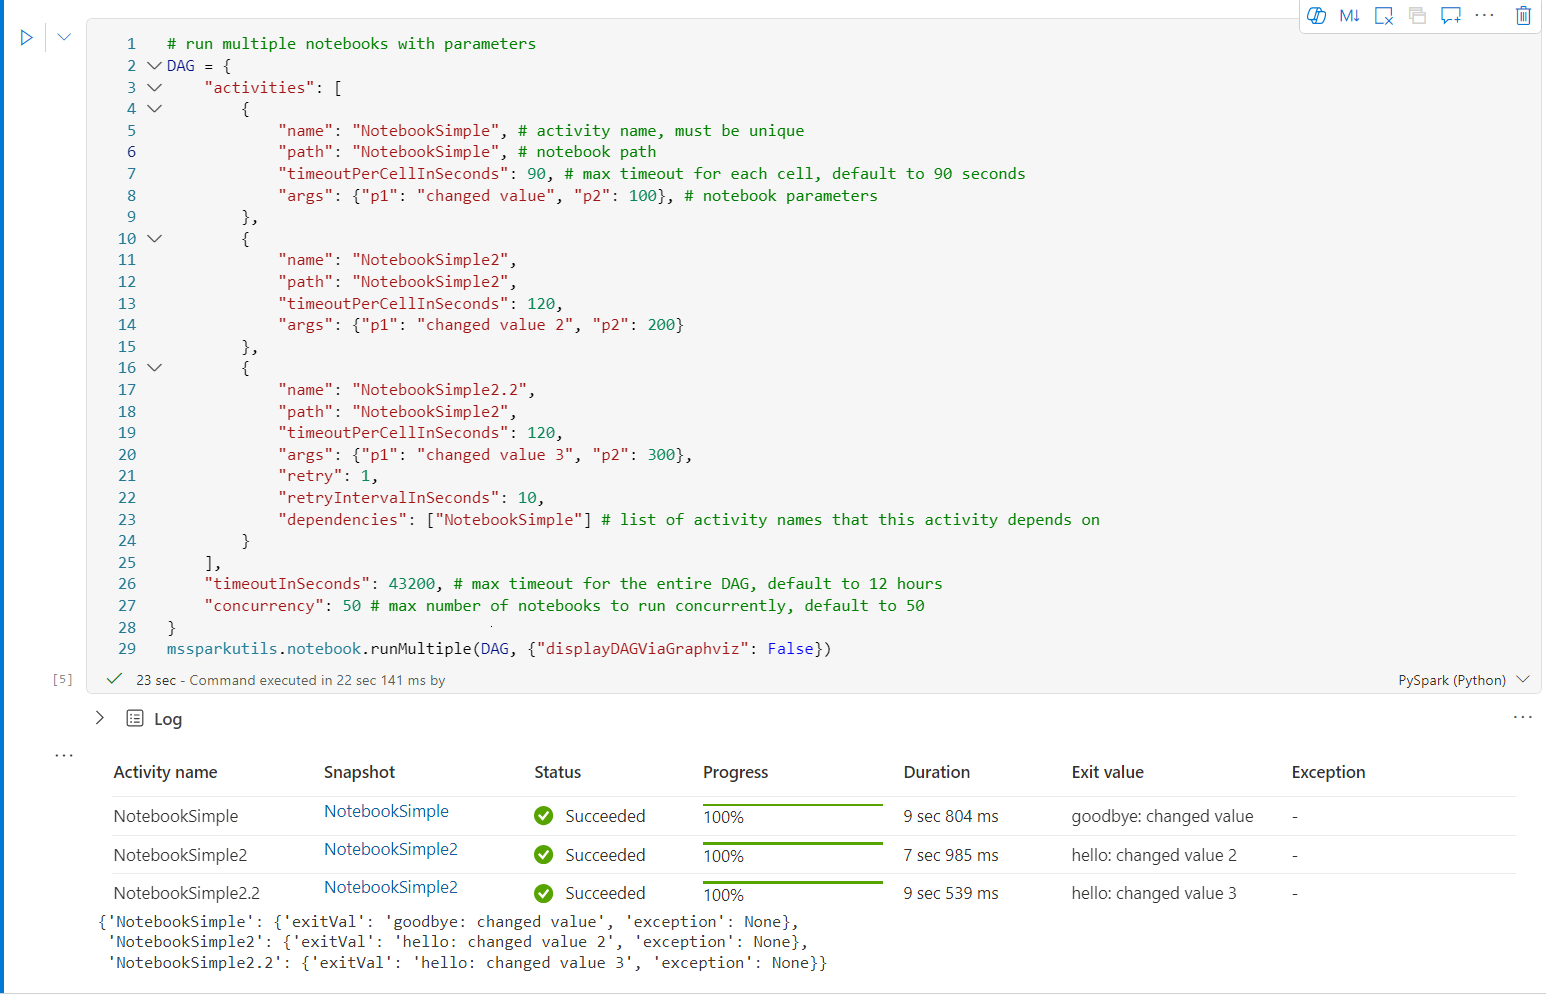 M↓
1 # run multiple notebooks with parameters
2 DAG = {
3 "activities": [
4 {
5 "name": "NotebookSimple", # activity name, must be unique
6 "path": "NotebookSimple", # notebook path
7 "timeoutPerCellInSeconds": 90, # max timeout for each cell, default to 90 seconds
8 "args": {"p1": "changed value", "p2": 100}, # notebook parameters
9 },
10 {
11 "name": "NotebookSimple2",
12 "path": "NotebookSimple2",
13 "timeoutPerCellInSeconds": 120,
14 "args": {"p1": "changed value 2", "p2": 200}
15 },
16 {
17 "name": "NotebookSimple2.2",
18 "path": "NotebookSimple2",
19 "timeoutPerCellInSeconds": 120,
20 "args": {"p1": "changed value 3", "p2": 300},
21 "retry": 1,
22 "retryIntervalInSeconds": 10,
23 "dependencies": ["NotebookSimple"] # list of activity names that this activity depends on
24 }
25 ],
26 "timeoutInSeconds": 43200, # max timeout for the entire DAG, default to 12 hours
27 "concurrency": 50 # max number of notebooks to run concurrently, default to 50
28 }
29 mssparkutils.notebook.runMultiple(DAG, {"displayDAGViaGraphviz": False})
[5] 23 sec - Command executed in 22 sec 141 ms by PySpark (Python)
Log
Activity name Snapshot Status Progress Duration Exit value Exception
NotebookSimple NotebookSimple Succeeded 100% 9 sec 804 ms goodbye: changed value -
NotebookSimple2 NotebookSimple2 Succeeded 100% 7 sec 985 ms hello: changed value 2 -
NotebookSimple2.2 NotebookSimple2 Succeeded 100% 9 sec 539 ms hello: changed value 3 -
{'NotebookSimple': {'exitVal': 'goodbye: changed value', 'exception': None},
'NotebookSimple2': {'exitVal': 'hello: changed value 2', 'exception': None},
'NotebookSimple2.2': {'exitVal': 'hello: changed value 3', 'exception': None}}